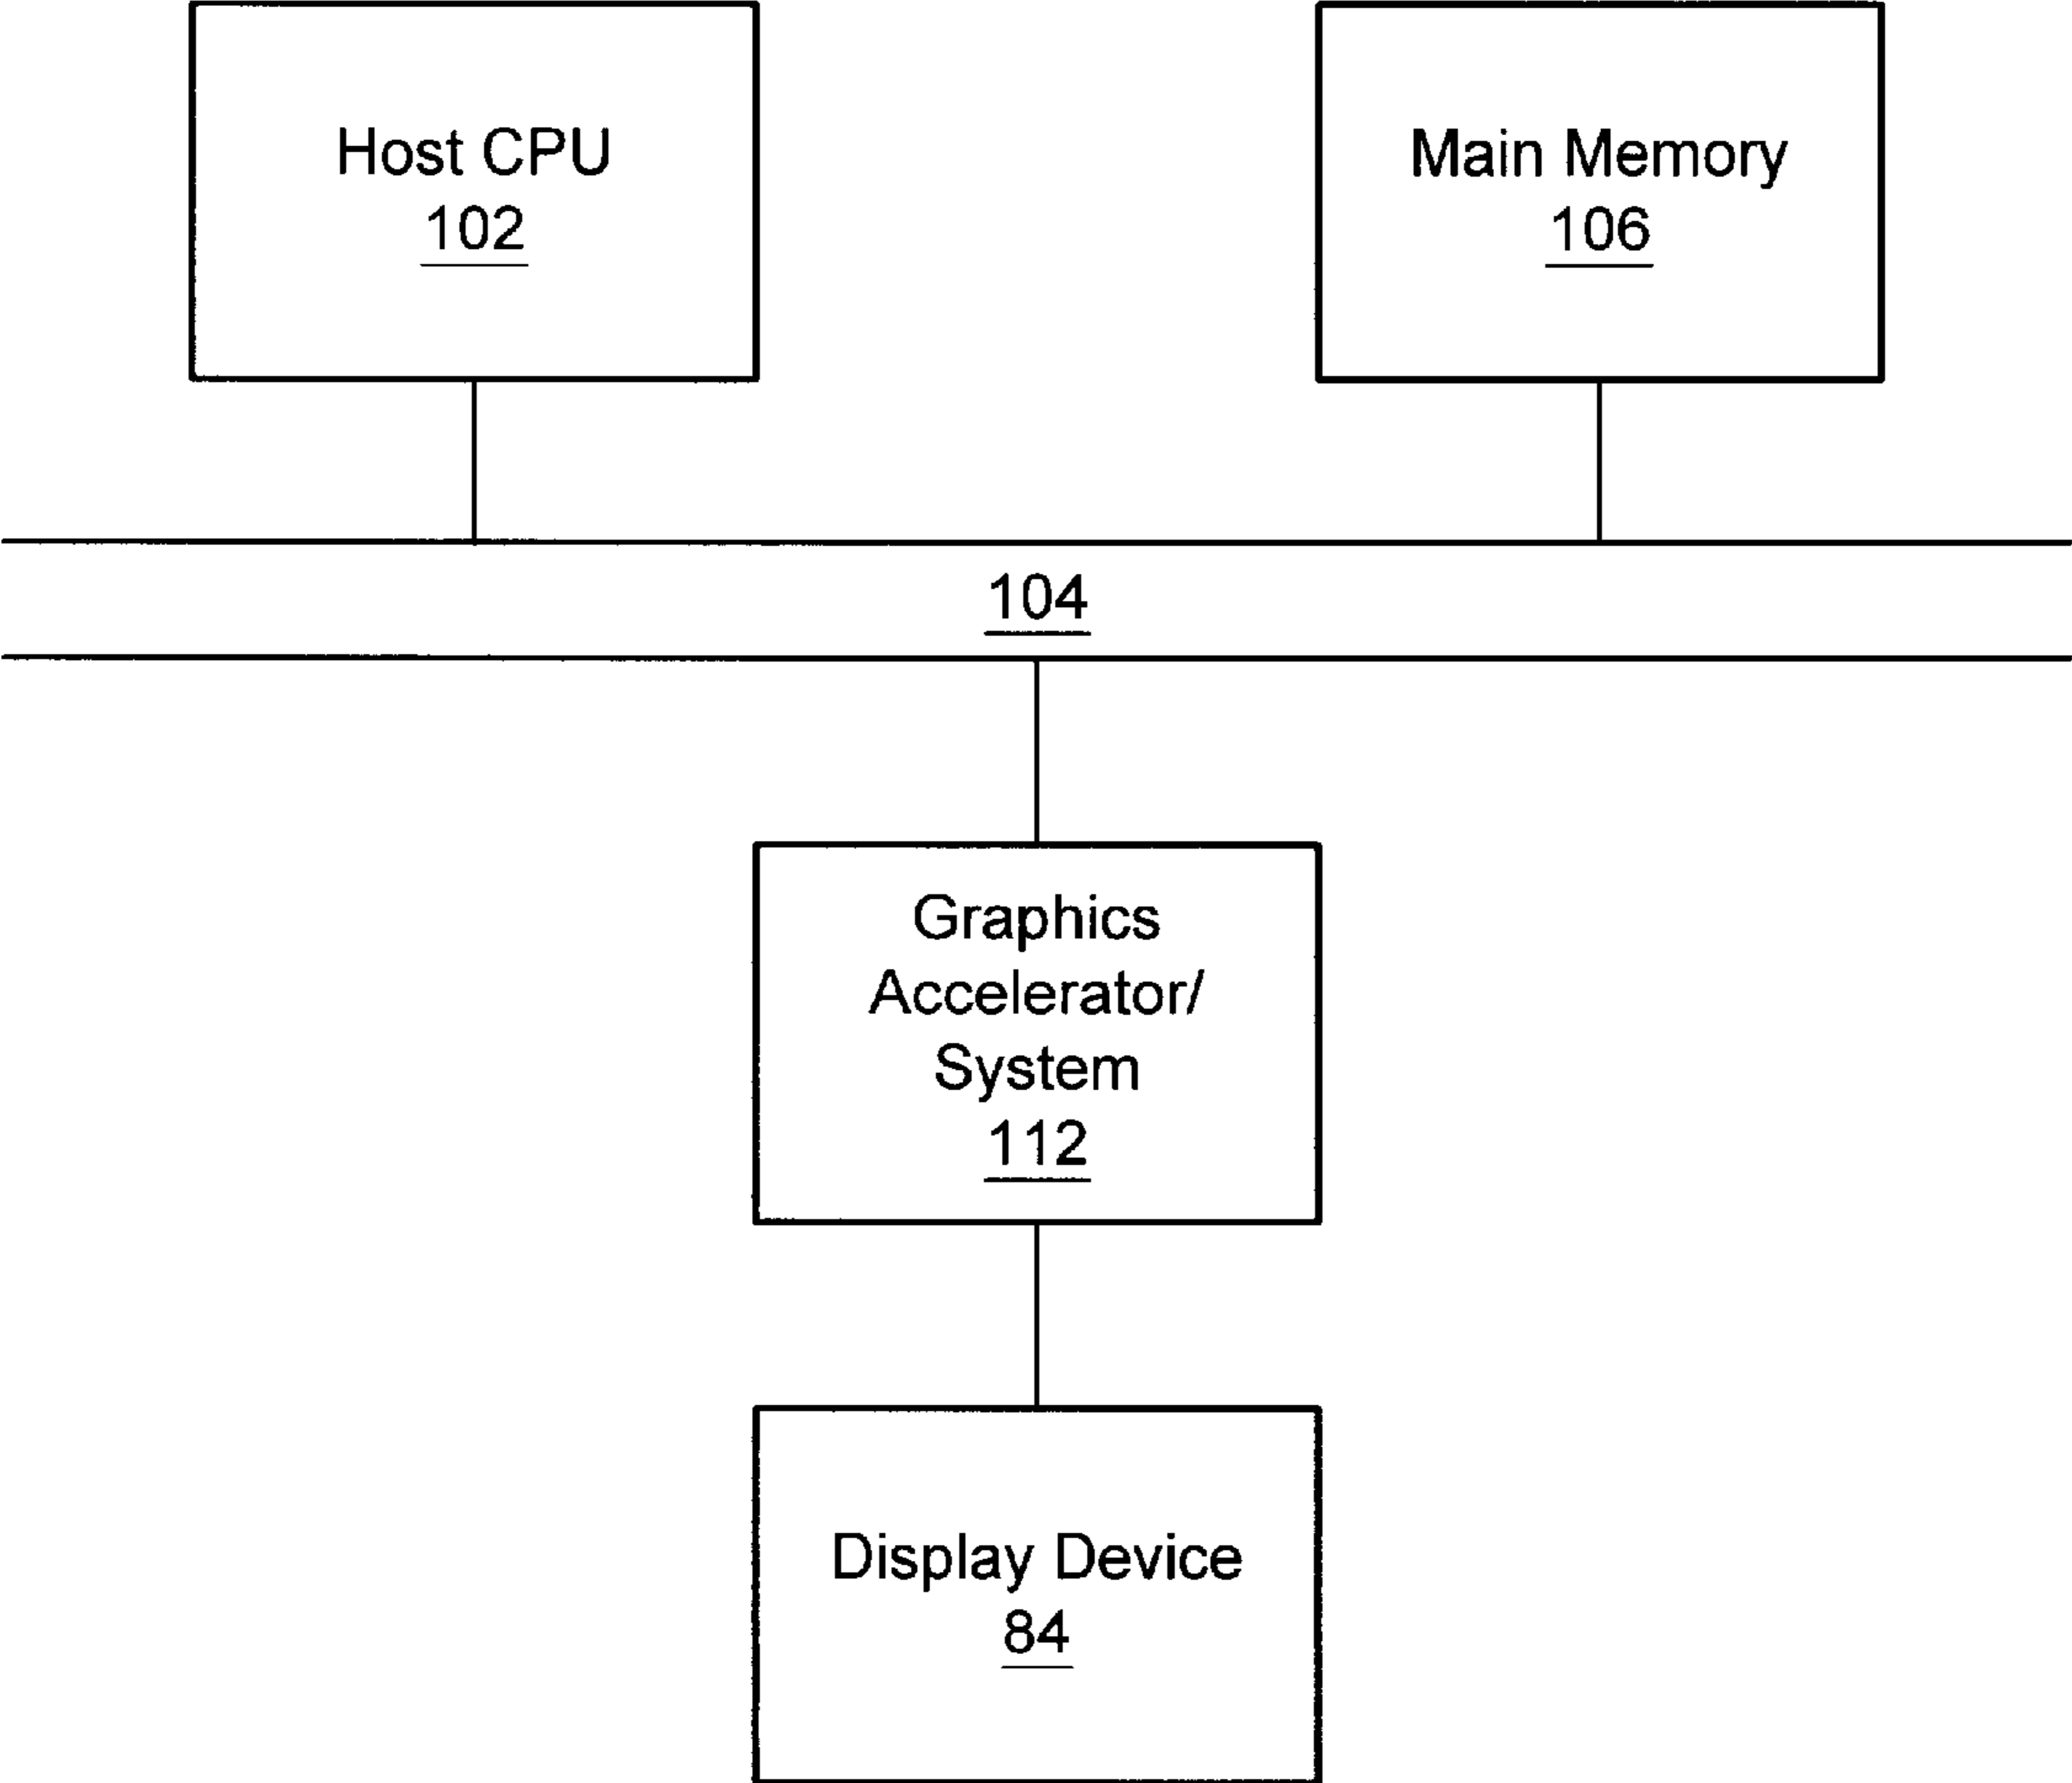 Host CPU
102
Main Memory
106
104
Graphics
Accelerator/
System
112
Display Device
84